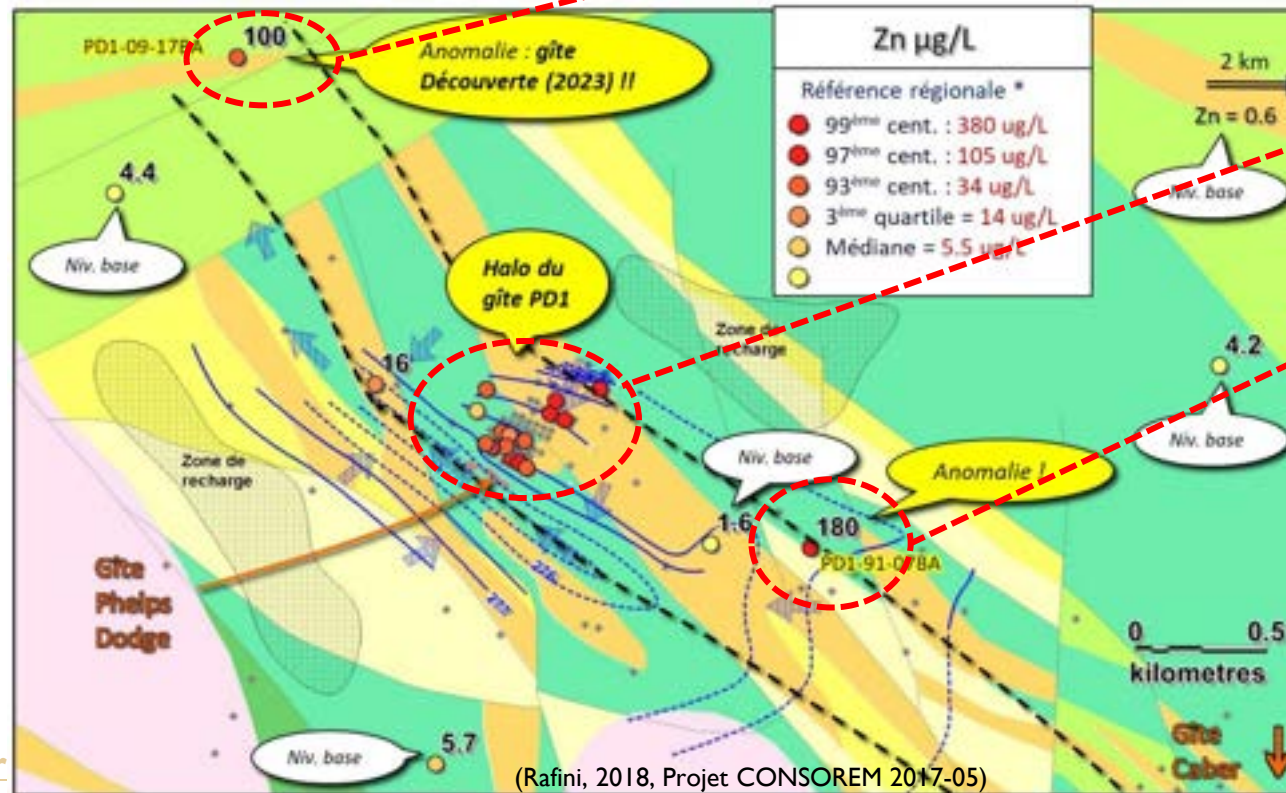 PD1-09-17BA
100
Anomalie : gîte
Découverte (2023) !!
Zn µg/L
Référence régionale *
99ème cent. : 380 ug/L
97ème cent. : 105 ug/L
93ème cent. : 34 ug/L
3ème quartile = 14 ug/L
Médiane = 5.5 ug/L
2 km
Zn = 0.6
Niv. base
4.4
Niv. base
Halo du
gîte PD1
Zone de
recharge
16
4.2
Niv. base
Zone de
recharge
Niv. base
Anomalie !
1.6
180
PD1-91-07BA
Gîte
Phelps
Dodge
0 0.5
kilometres
Gîte
Caber
5.7
Niv. base
(Rafini, 2018, Projet CONSOREM 2017-05)